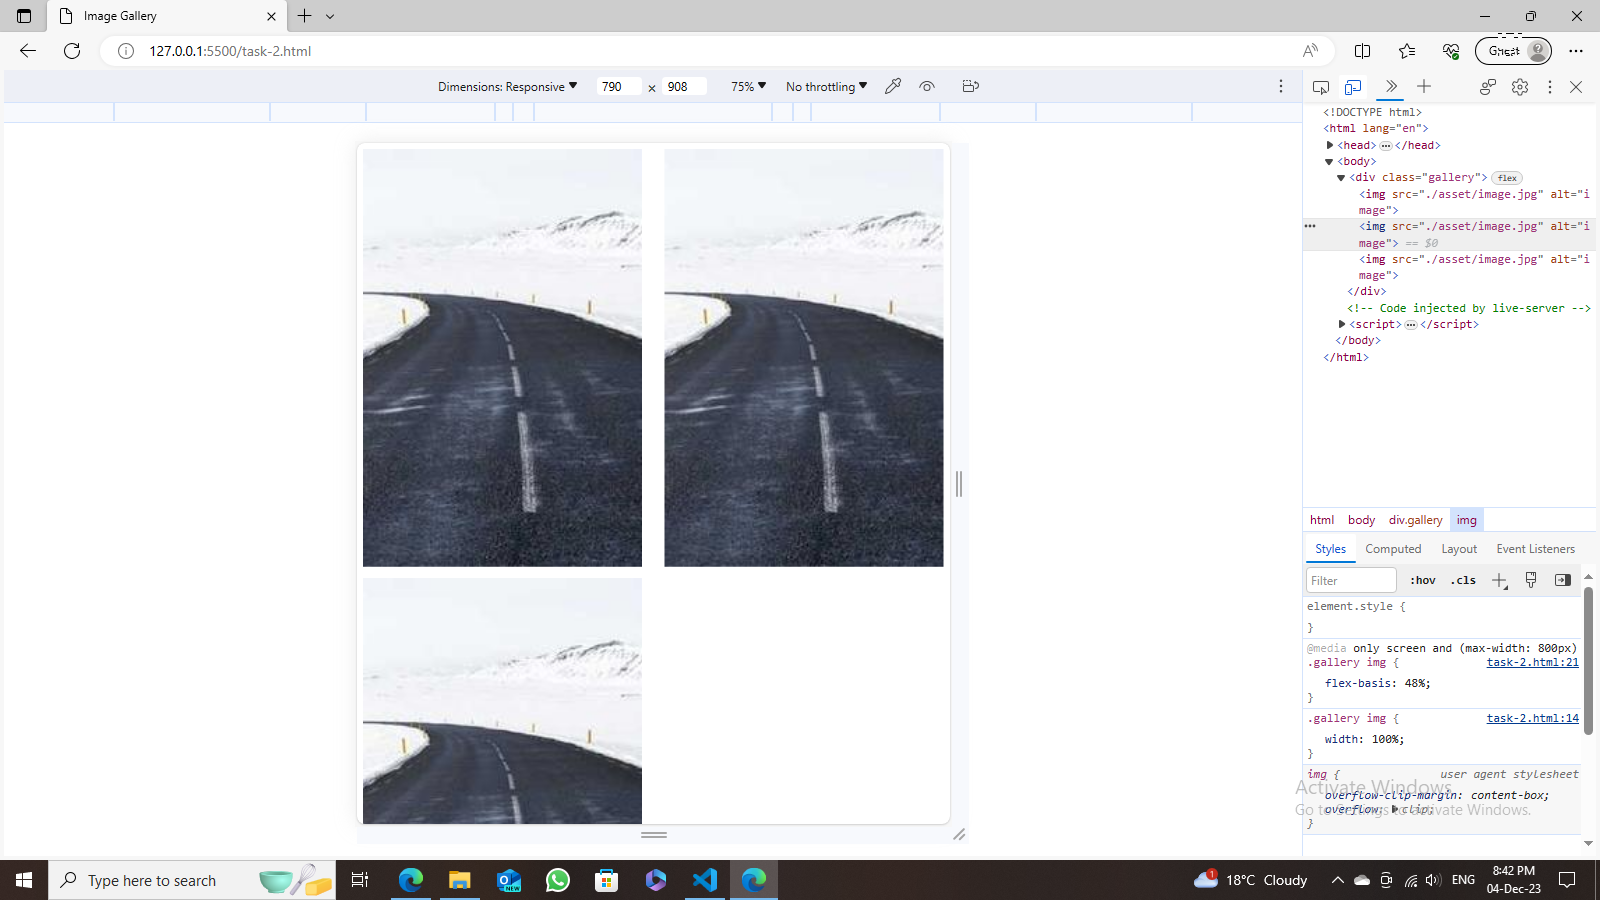 Image Gallery
127.0.0.1:5500/task-2.html
Guest
Dimensions: Responsive
790 × 908
75%
No throttling
<!DOCTYPE html>
<html lang="en">
<head>…</head>
<body>
<div class="gallery"> flex
<img src="./asset/image.jpg" alt="i
mage">
<img src="./asset/image.jpg" alt="i
mage"> == $0
<img src="./asset/image.jpg" alt="i
mage">
</div>
<!-- Code injected by live-server -->
<script>…</script>
</body>
</html>
html body div.gallery img
Styles Computed Layout Event Listeners
Filter :hov .cls
element.style {
}
@media only screen and (max-width: 800px)
.gallery img { task-2.html:21
flex-basis: 48%;
}
.gallery img { task-2.html:14
width: 100%;
}
img { user agent stylesheet
overflow-clip-margin: content-box;
overflow: clip;
}
Activate Windows
Go to Settings to activate Windows.
Type here to search
NEW
1
18°C Cloudy
ENG
8:42 PM
04-Dec-23